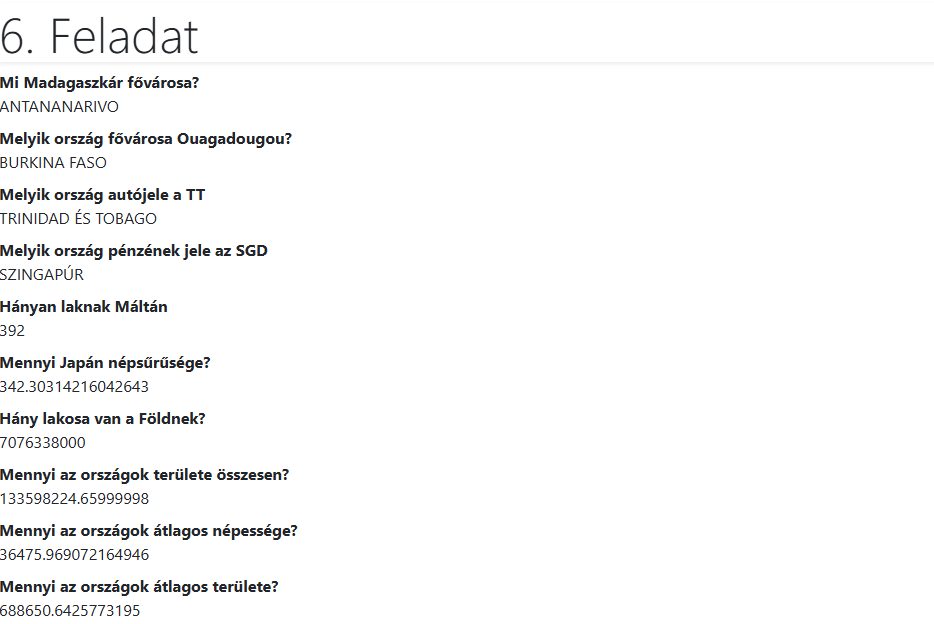 6. Feladat
Mi Madagaszkár fővárosa?
ANTANANARIVO
Melyik ország fővárosa Ouagadougou?
BURKINA FASO
Melyik ország autójele a TT
TRINIDAD ÉS TOBAGO
Melyik ország pénzének jele az SGD
SZINGAPÚR
Hányan laknak Máltán
392
Mennyi Japán népsűrűsége?
342.30314216042643
Hány lakosa van a Földnek?
7076338000
Mennyi az országok területe összesen?
133598224.65999998
Mennyi az országok átlagos népessége?
36475.969072164946
Mennyi az országok átlagos területe?
688650.6425773195